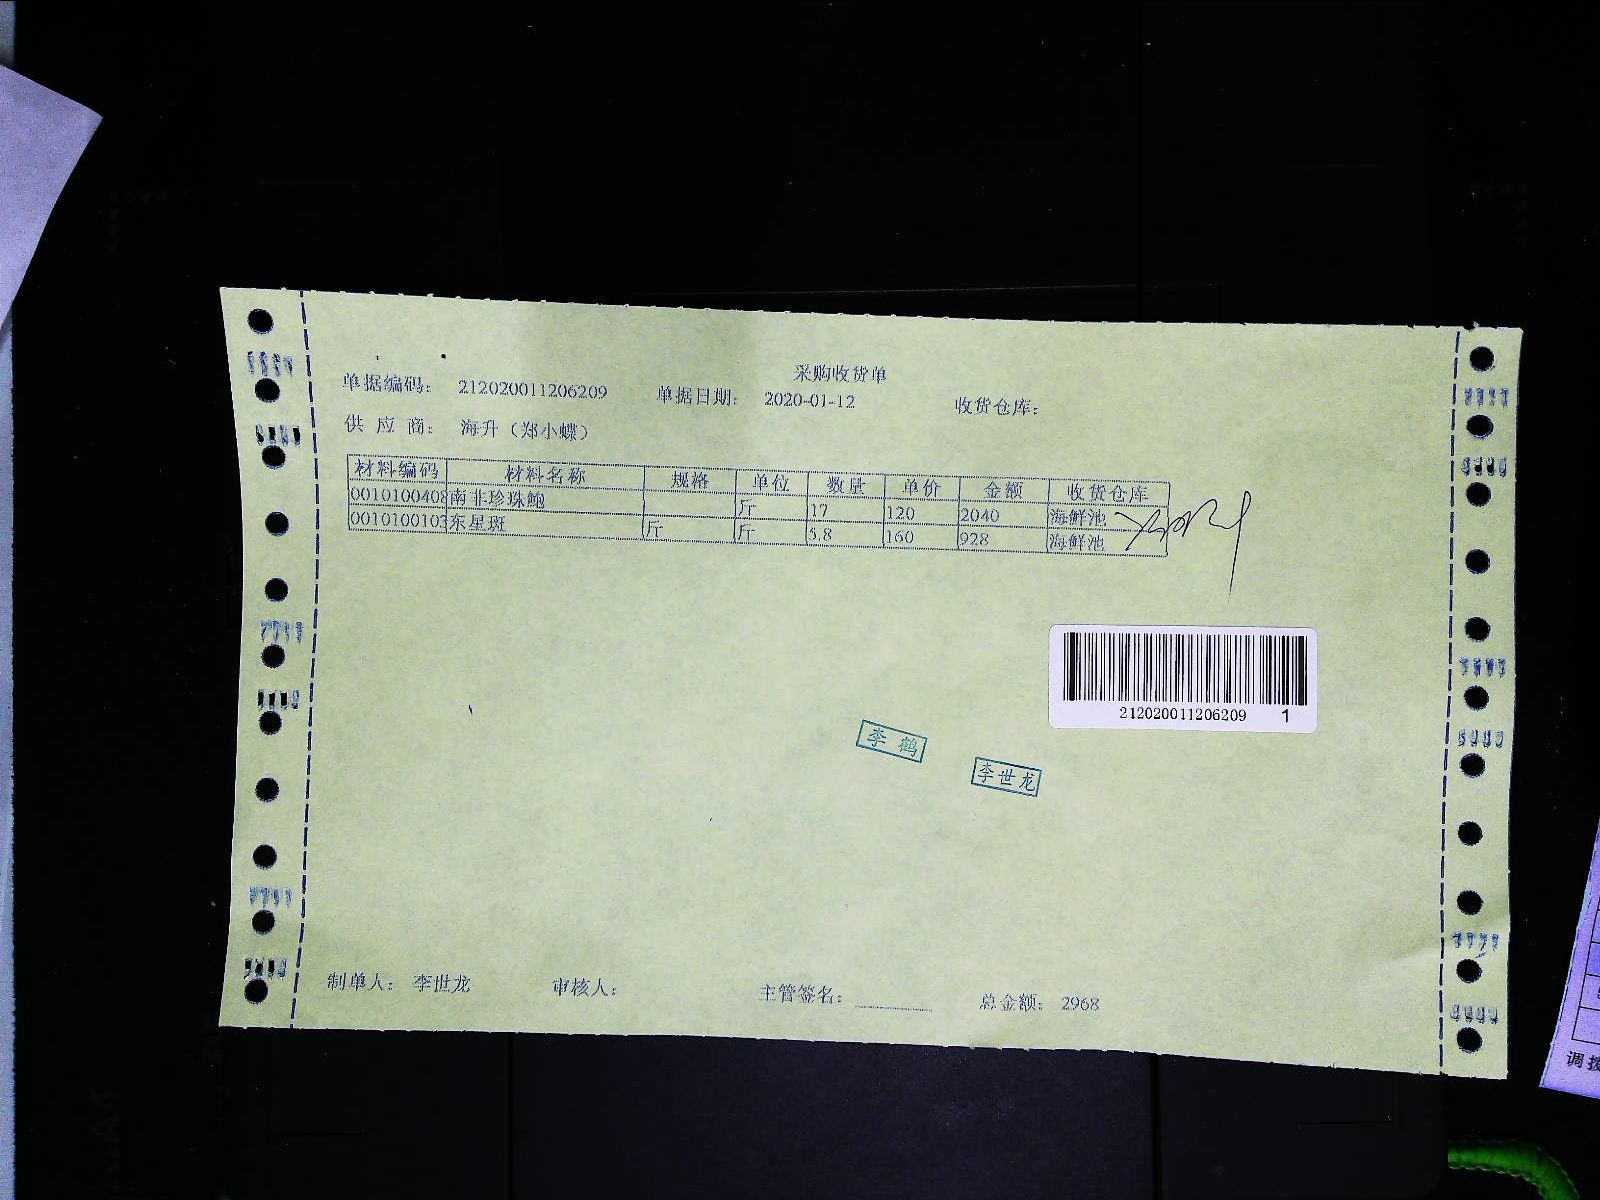 采购收货单
单据编码: 212020011206209 单据日期: 2020-01-12 收货仓库:
供 应 商: 海升（郑小蝶）
材料编码 材料名称 规格 单位 数量 单价 金额 收货仓库
0010100408 南非珍珠鲍 斤 17 120 2040 海鲜池
0010100103 东星斑 斤 斤 5.8 160 928 海鲜池
212020011206209 1
李 鹤
李世龙
制单人: 李世龙 审核人: 主管签名: 总金额: 2968
调拨